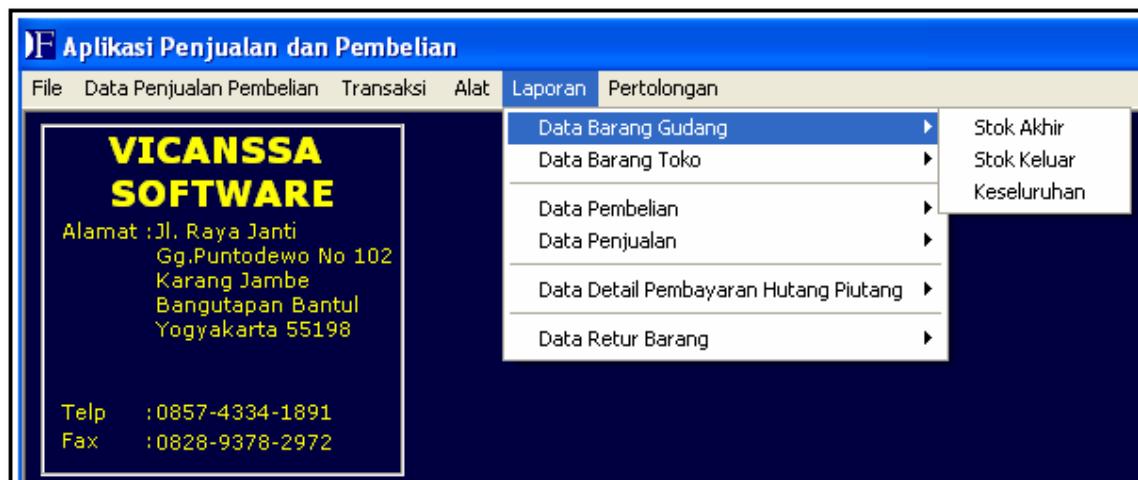 Aplikasi Penjualan dan Pembelian
File Data Penjualan Pembelian Transaksi Alat Laporan Pertolongan
VICANSSA
SOFTWARE
Alamat :Jl. Raya Janti
Gg.Puntodewo No 102
Karang Jambe
Bangutapan Bantul
Yogyakarta 55198
Telp :0857-4334-1891
Fax :0828-9378-2972
Data Barang Gudang
Data Barang Toko
Data Pembelian
Data Penjualan
Data Detail Pembayaran Hutang Piutang
Data Retur Barang
Stok Akhir
Stok Keluar
Keseluruhan